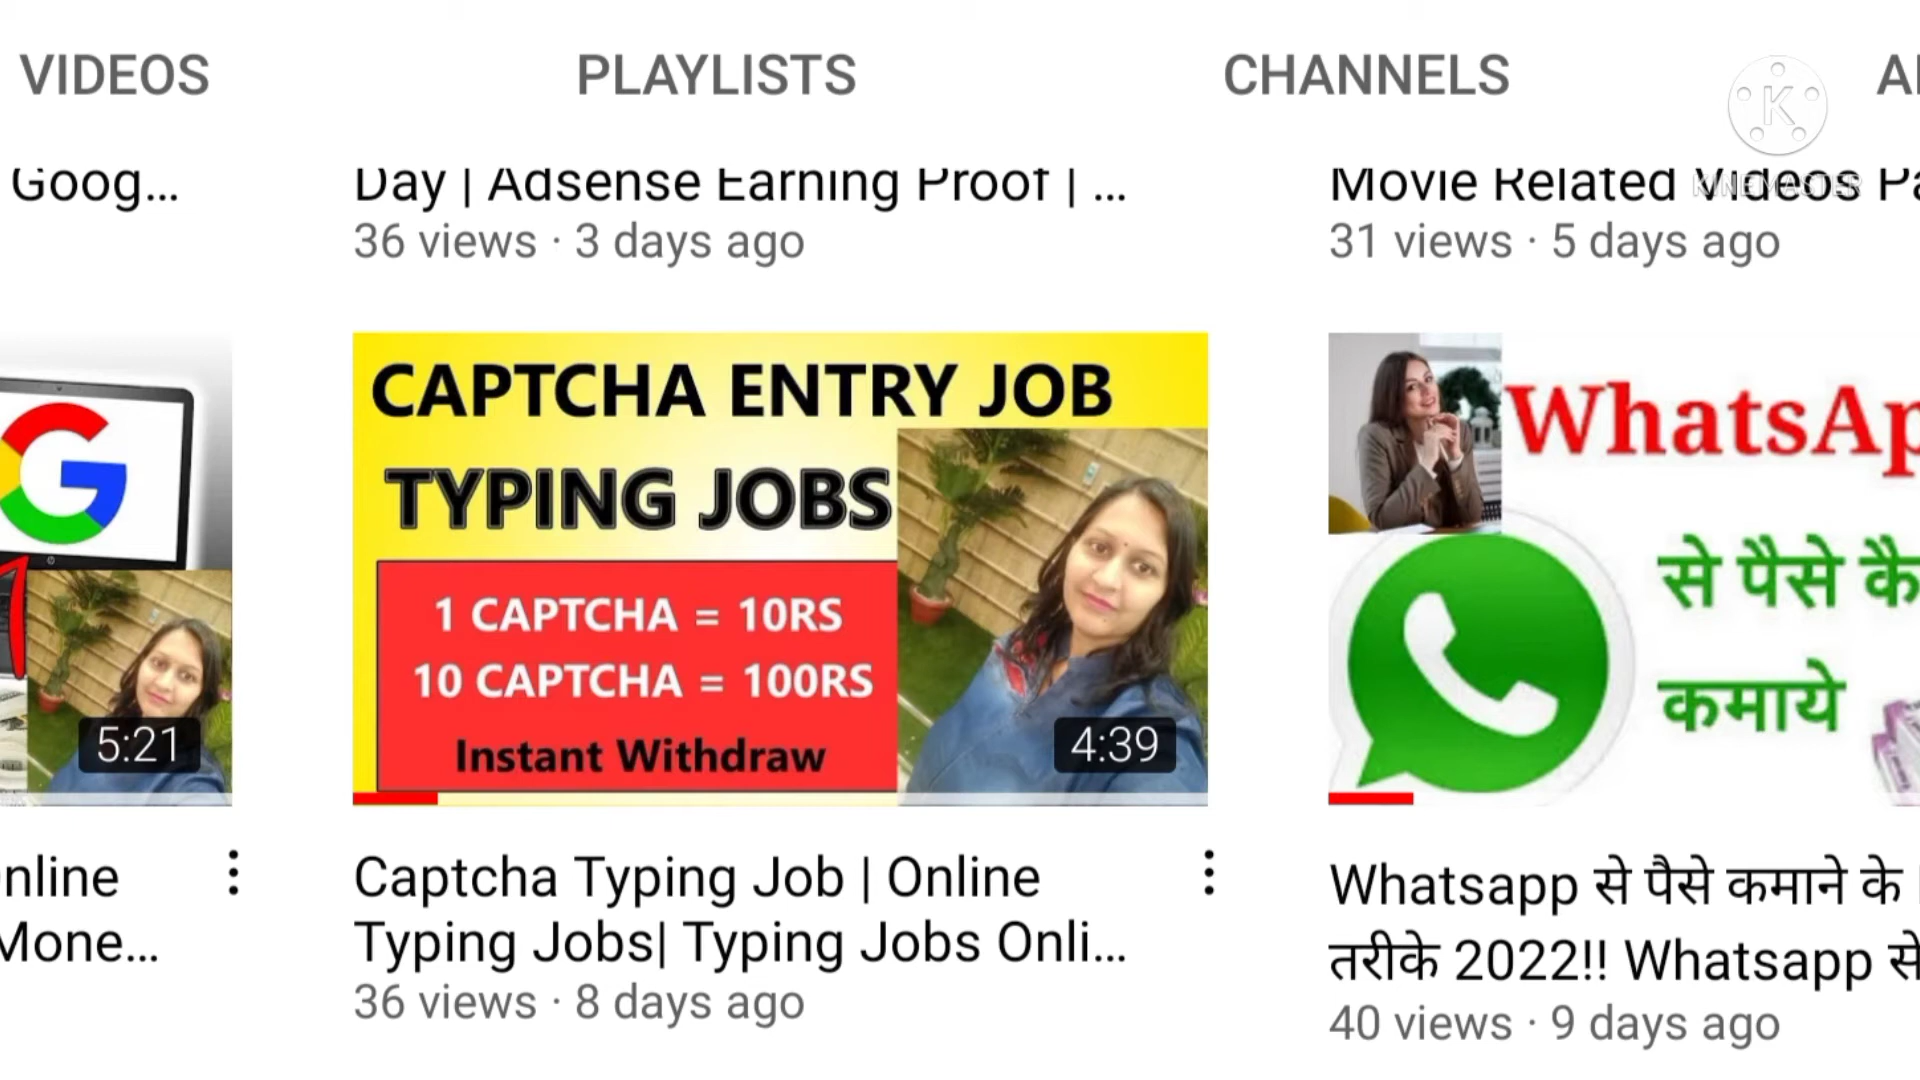 VIDEOS
PLAYLISTS
CHANNELS
Goog...
Day | Adsense Earning Proof | ...
36 views · 3 days ago
Movie Related Videos
31 views · 5 days ago
K
KINEMASTER
G
5:21
nline
Mone...
CAPTCHA ENTRY JOB
TYPING JOBS
1 CAPTCHA = 10RS
10 CAPTCHA = 100RS
Instant Withdraw
4:39
Captcha Typing Job | Online
Typing Jobs| Typing Jobs Onli...
36 views · 8 days ago
WhatsAp
से पैसे कै
कमाये
Whatsapp से पैसे कमाने के
तरीके 2022!! Whatsapp से
40 views · 9 days ago